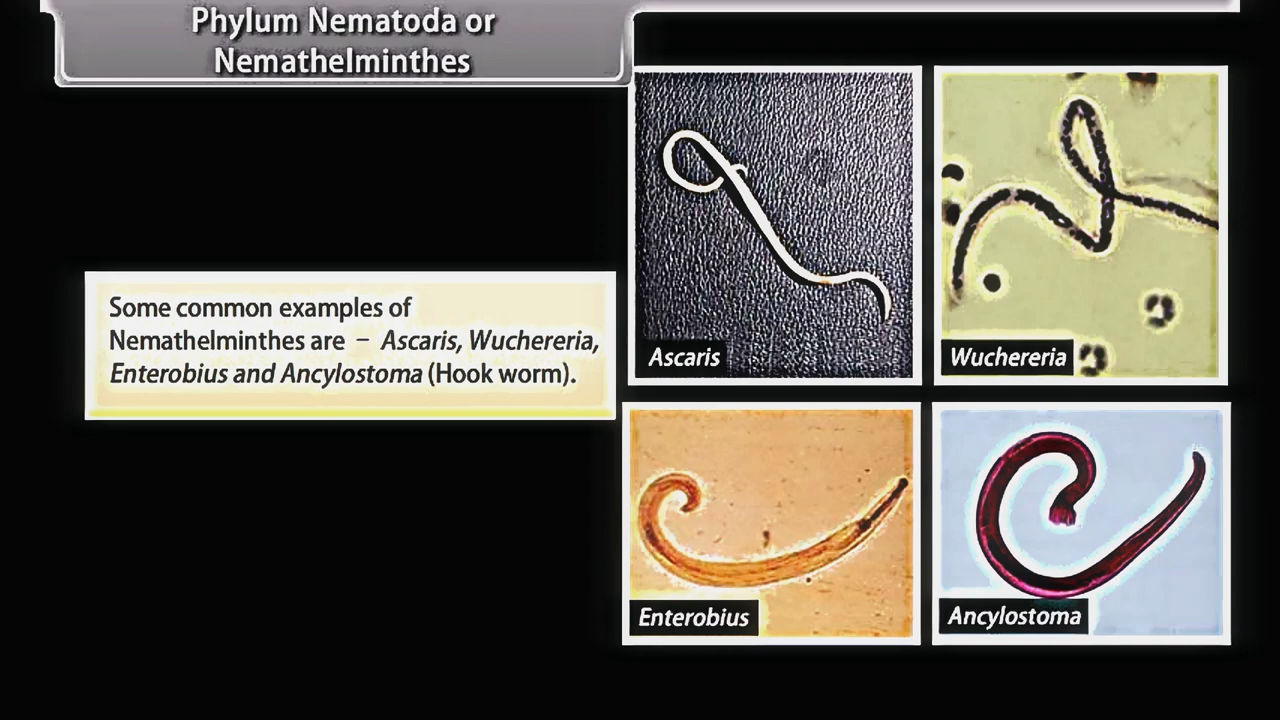 Phylum Nematoda or
Nemathelminthes
Some common examples of
Nemathelminthes are – Ascaris, Wuchereria,
Enterobius and Ancylostoma (Hook worm).
Ascaris
Wuchereria
Enterobius
Ancylostoma